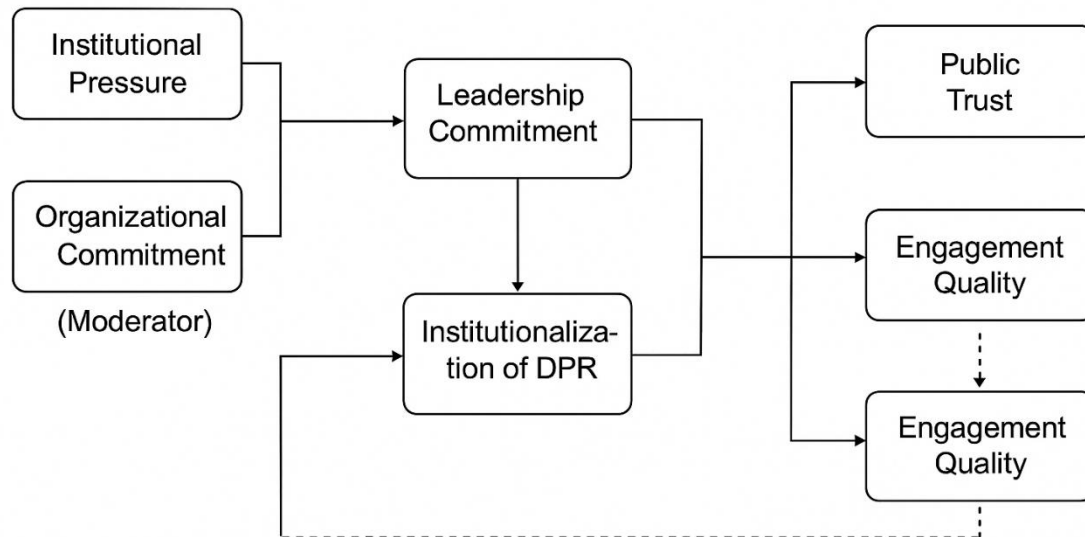 Institutional
Pressure
Organizational
Commitment
(Moderator)
Leadership
Commitment
Institutionaliza-
tion of DPR
Public
Trust
Engagement
Quality
Engagement
Quality